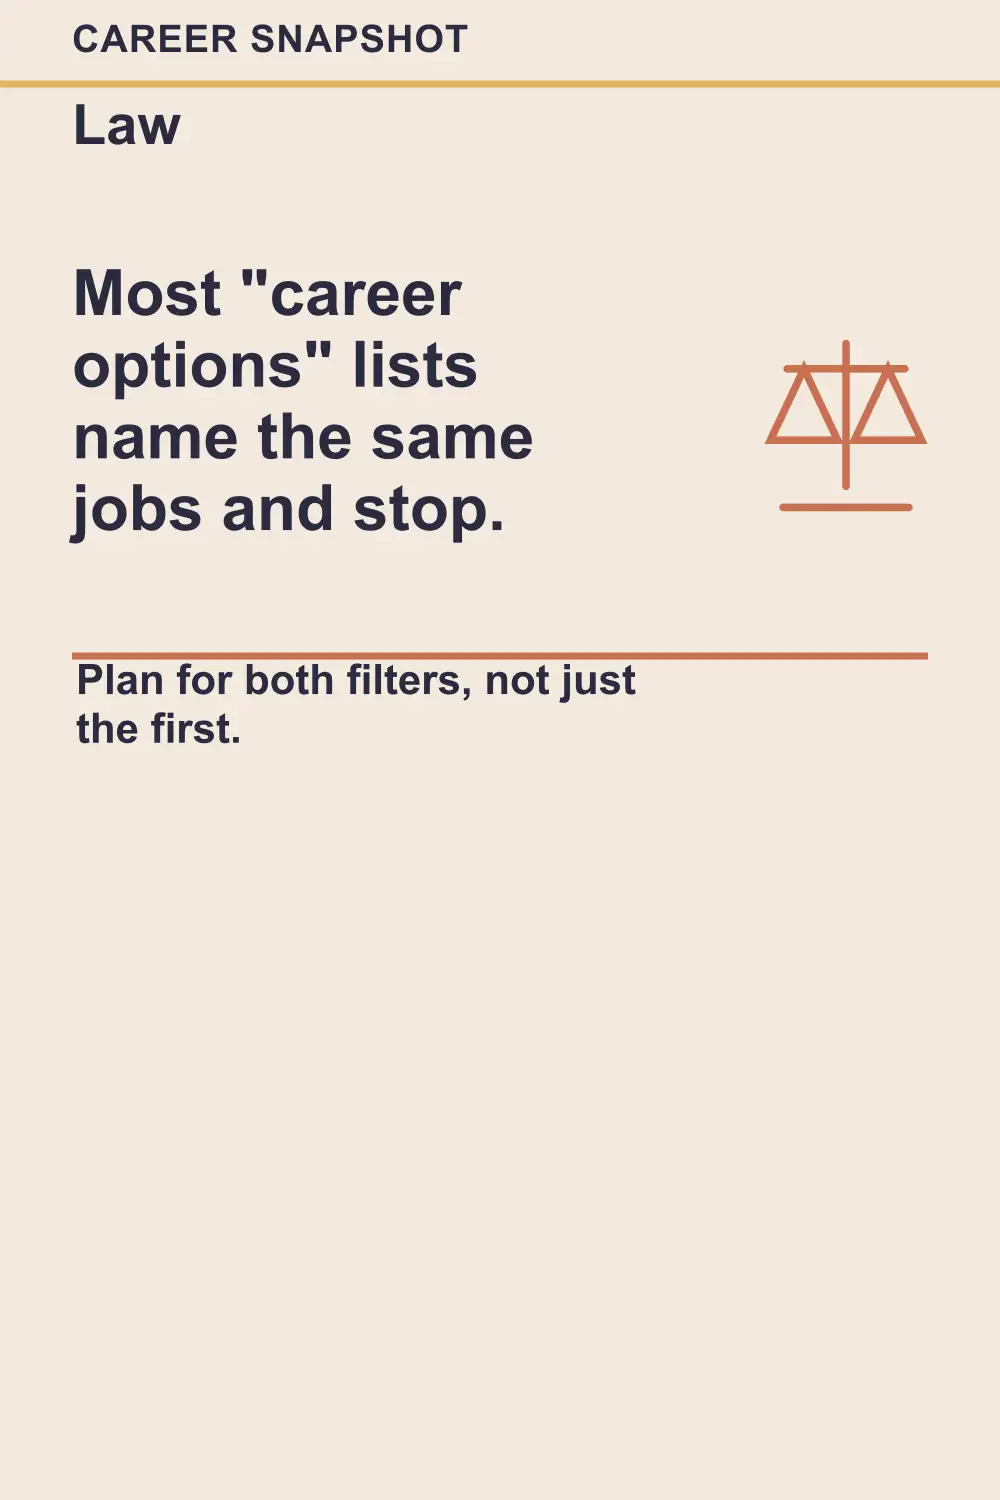 CAREER SNAPSHOT
Law
Most "career
options" lists
name the same
jobs and stop.
Plan for both filters, not just
the first.